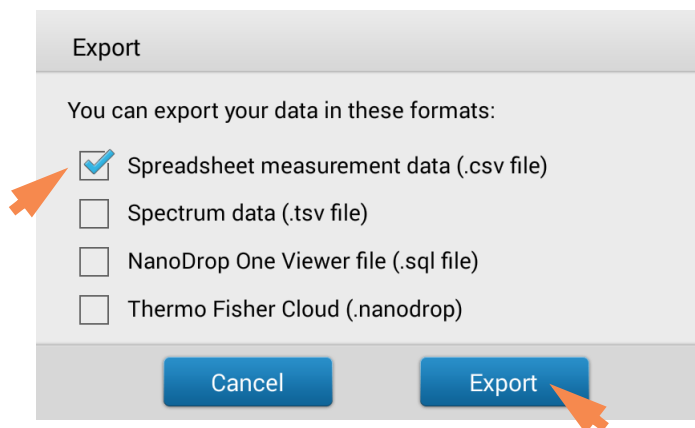 Export
You can export your data in these formats:
Spreadsheet measurement data (.csv file)
Spectrum data (.tsv file)
NanoDrop One Viewer file (.sql file)
Thermo Fisher Cloud (.nanodrop)
Cancel Export